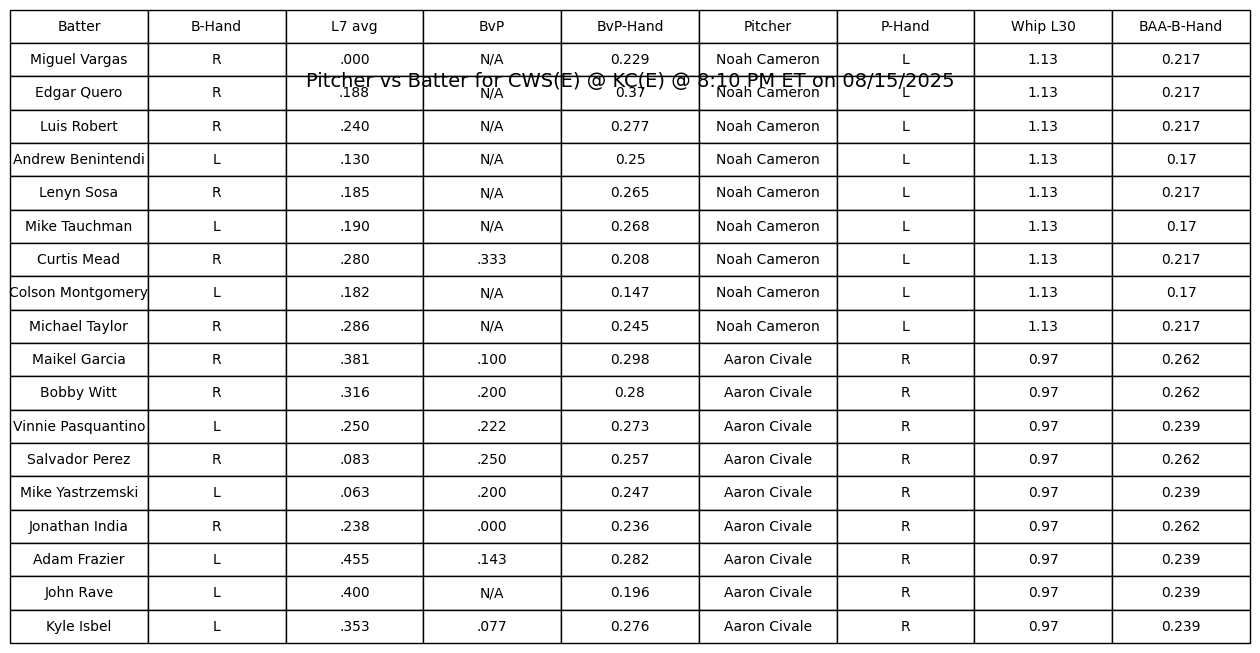 Batter B-Hand L7 avg BvP BvP-Hand Pitcher P-Hand Whip L30 BAA-B-Hand
Miguel Vargas R .000 N/A 0.229 Noah Cameron L 1.13 0.217
Pitcher vs Batter for CWS(E) @ KC(E) @ 8:10 PM ET on 08/15/2025
Edgar Quero R .188 N/A 0.37 Noah Cameron L 1.13 0.217
Luis Robert R .240 N/A 0.277 Noah Cameron L 1.13 0.217
Andrew Benintendi L .130 N/A 0.25 Noah Cameron L 1.13 0.17
Lenyn Sosa R .185 N/A 0.265 Noah Cameron L 1.13 0.217
Mike Tauchman L .190 N/A 0.268 Noah Cameron L 1.13 0.17
Curtis Mead R .280 .333 0.208 Noah Cameron L 1.13 0.217
Colson Montgomery L .182 N/A 0.147 Noah Cameron L 1.13 0.17
Michael Taylor R .286 N/A 0.245 Noah Cameron L 1.13 0.217
Maikel Garcia R .381 .100 0.298 Aaron Civale R 0.97 0.262
Bobby Witt R .316 .200 0.28 Aaron Civale R 0.97 0.262
Vinnie Pasquantino L .250 .222 0.273 Aaron Civale R 0.97 0.239
Salvador Perez R .083 .250 0.257 Aaron Civale R 0.97 0.262
Mike Yastrzemski L .063 .200 0.247 Aaron Civale R 0.97 0.239
Jonathan India R .238 .000 0.236 Aaron Civale R 0.97 0.262
Adam Frazier L .455 .143 0.282 Aaron Civale R 0.97 0.239
John Rave L .400 N/A 0.196 Aaron Civale R 0.97 0.239
Kyle Isbel L .353 .077 0.276 Aaron Civale R 0.97 0.239